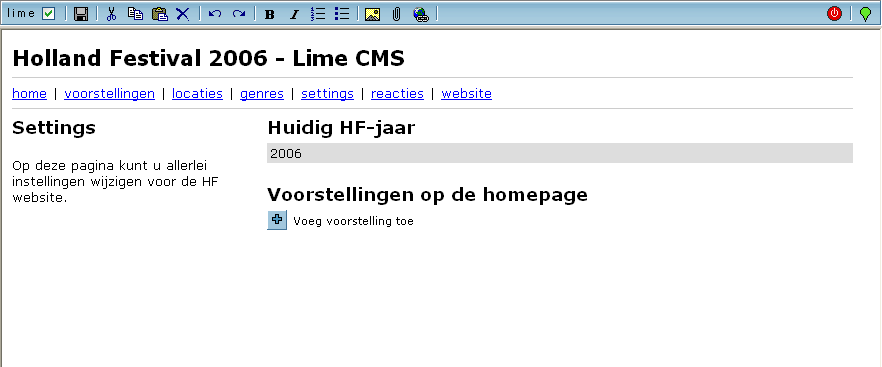 lime
B I
Holland Festival 2006 - Lime CMS
home | voorstellingen | locaties | genres | settings | reacties | website
Settings
Op deze pagina kunt u allerlei
instellingen wijzigen voor de HF
website.
Huidig HF-jaar
2006
Voorstellingen op de homepage
Voeg voorstelling toe